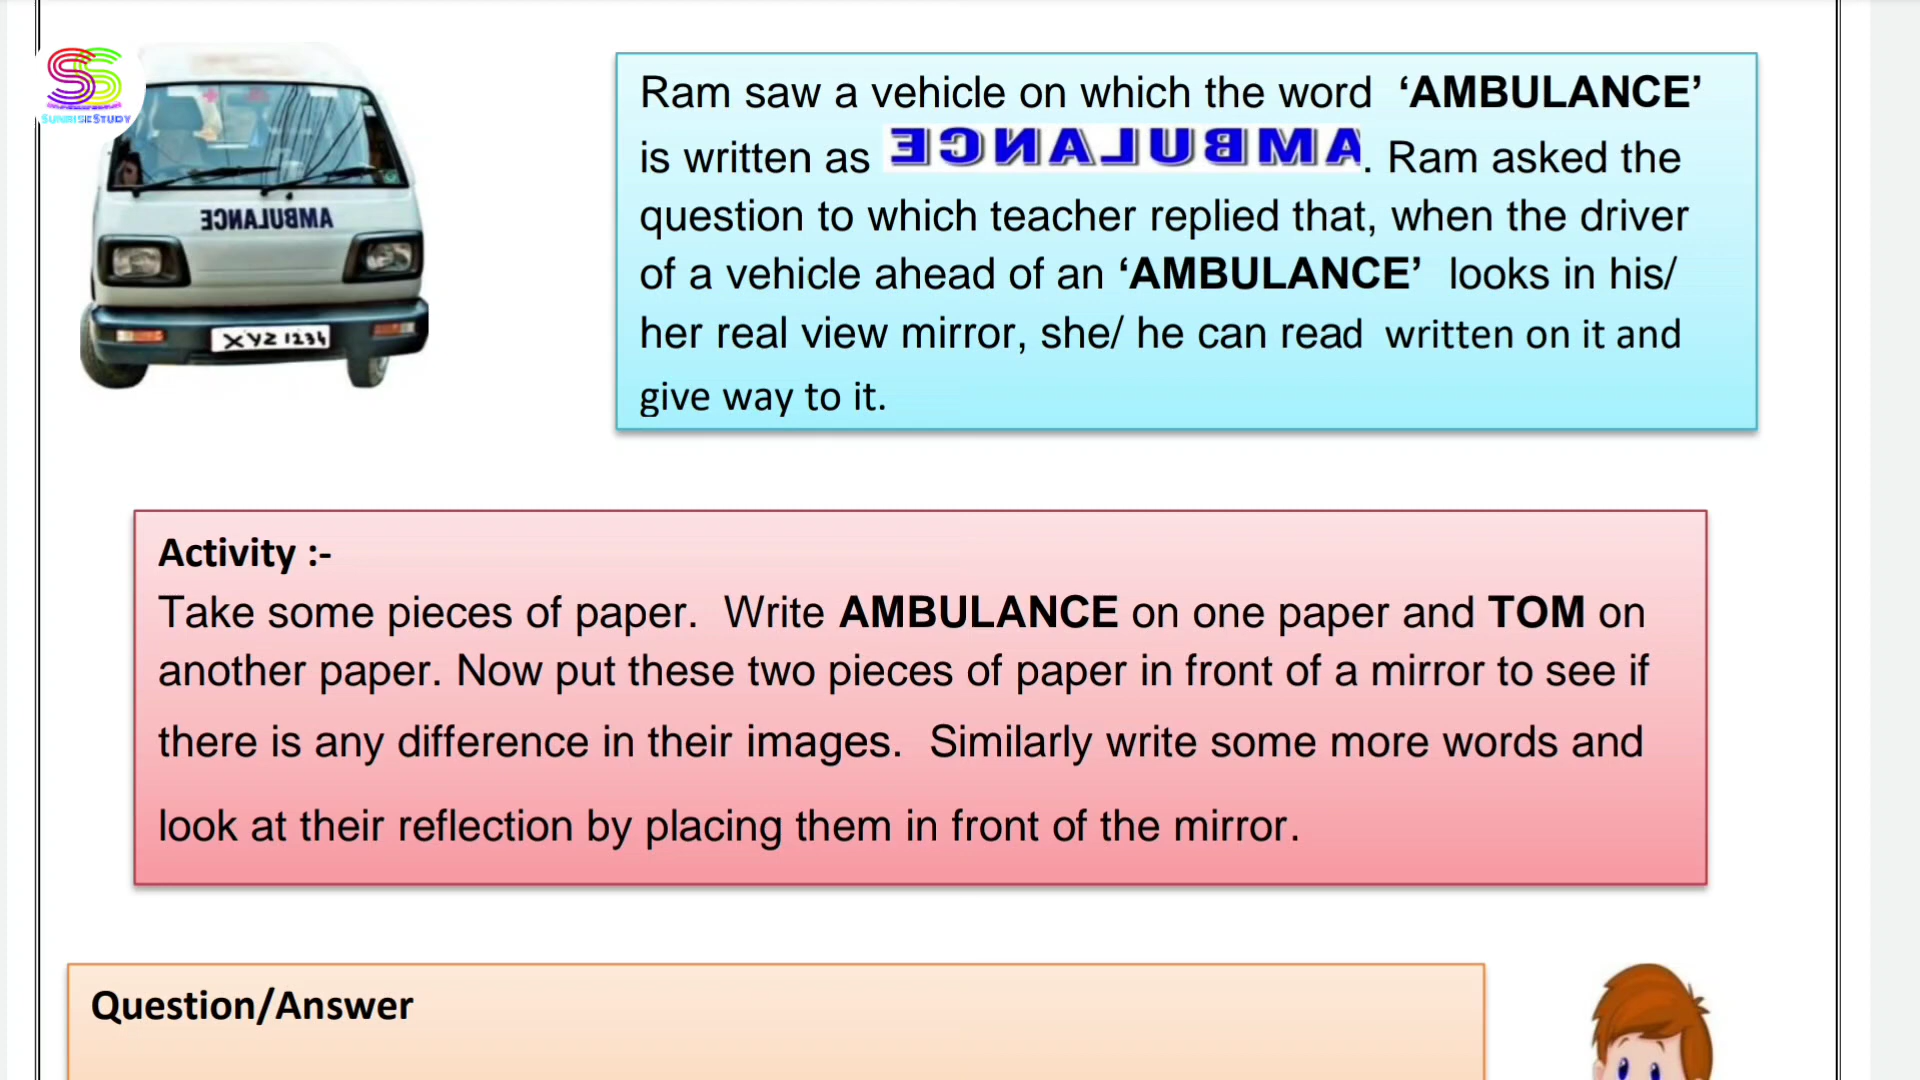 SUNRISE STUDY
AMBULANCE
XYZ 1234
Ram saw a vehicle on which the word ‘AMBULANCE’
is written as AMBULANCE. Ram asked the
question to which teacher replied that, when the driver
of a vehicle ahead of an ‘AMBULANCE’ looks in his/
her real view mirror, she/ he can read written on it and
give way to it.
Activity :-
Take some pieces of paper. Write AMBULANCE on one paper and TOM on
another paper. Now put these two pieces of paper in front of a mirror to see if
there is any difference in their images. Similarly write some more words and
look at their reflection by placing them in front of the mirror.
Question/Answer